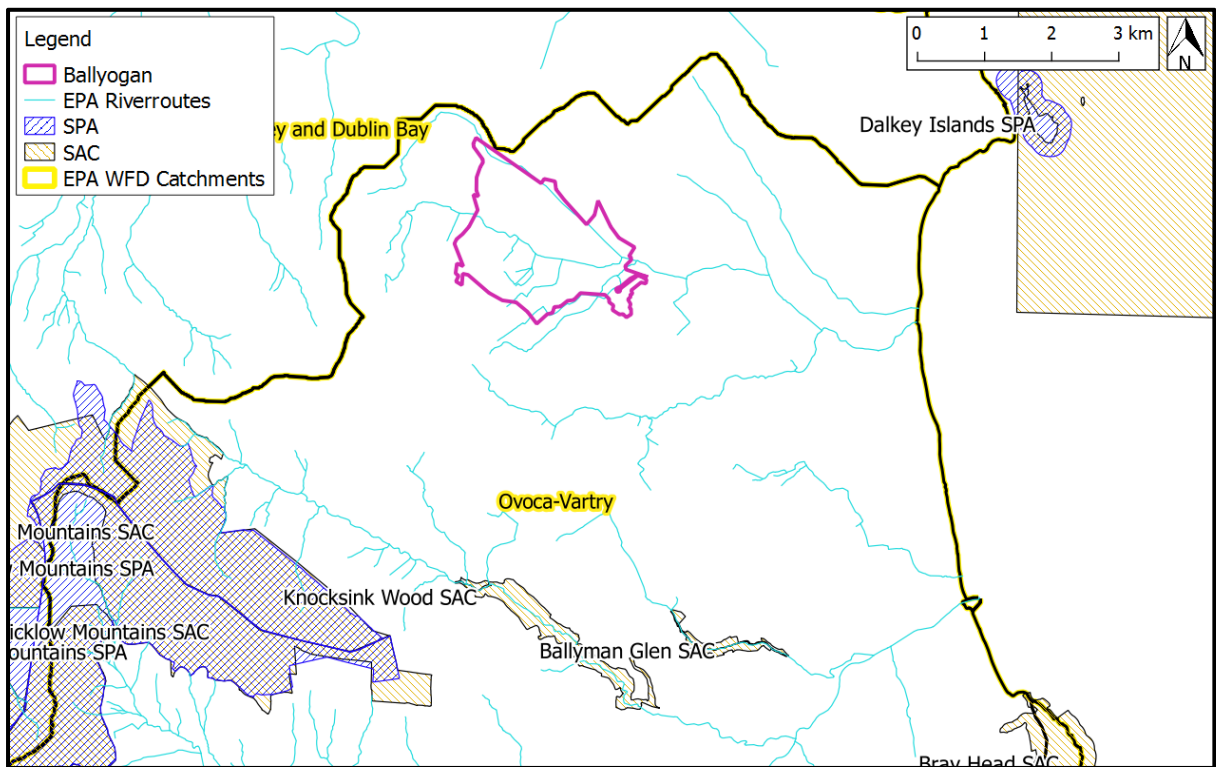 Legend
Ballyogan
EPA Riverroutes
SPA
SAC
EPA WFD Catchments
0 1 2 3 km
N
ey and Dublin Bay
Dalkey Islands SPA
Ovoca-Vartry
Mountains SAC
Mountains SPA
Knocksink Wood SAC
icklow Mountains SAC
ountains SPA
Ballyman Glen SAC
Bray Head SAC